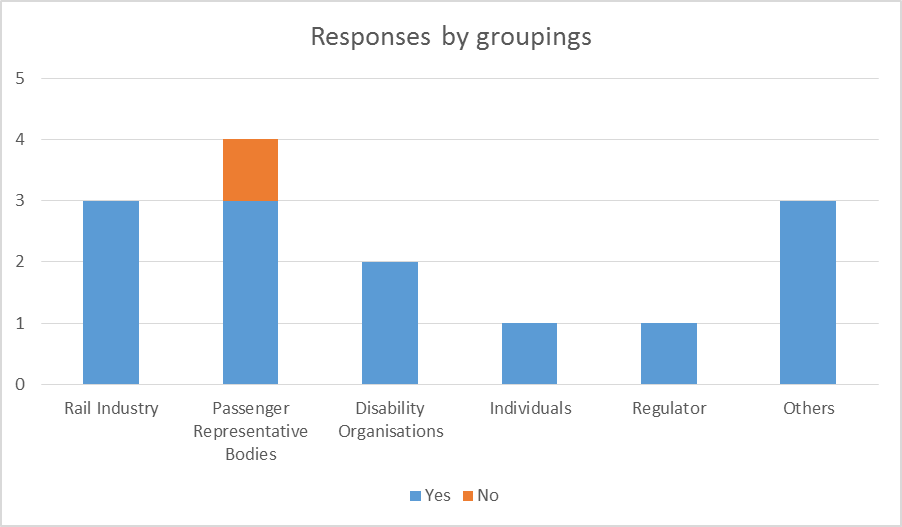 Responses by groupings
5
4
3
2
1
0
Rail Industry
Passenger
Representative
Bodies
Disability
Organisations
Individuals
Regulator
Others
Yes
No